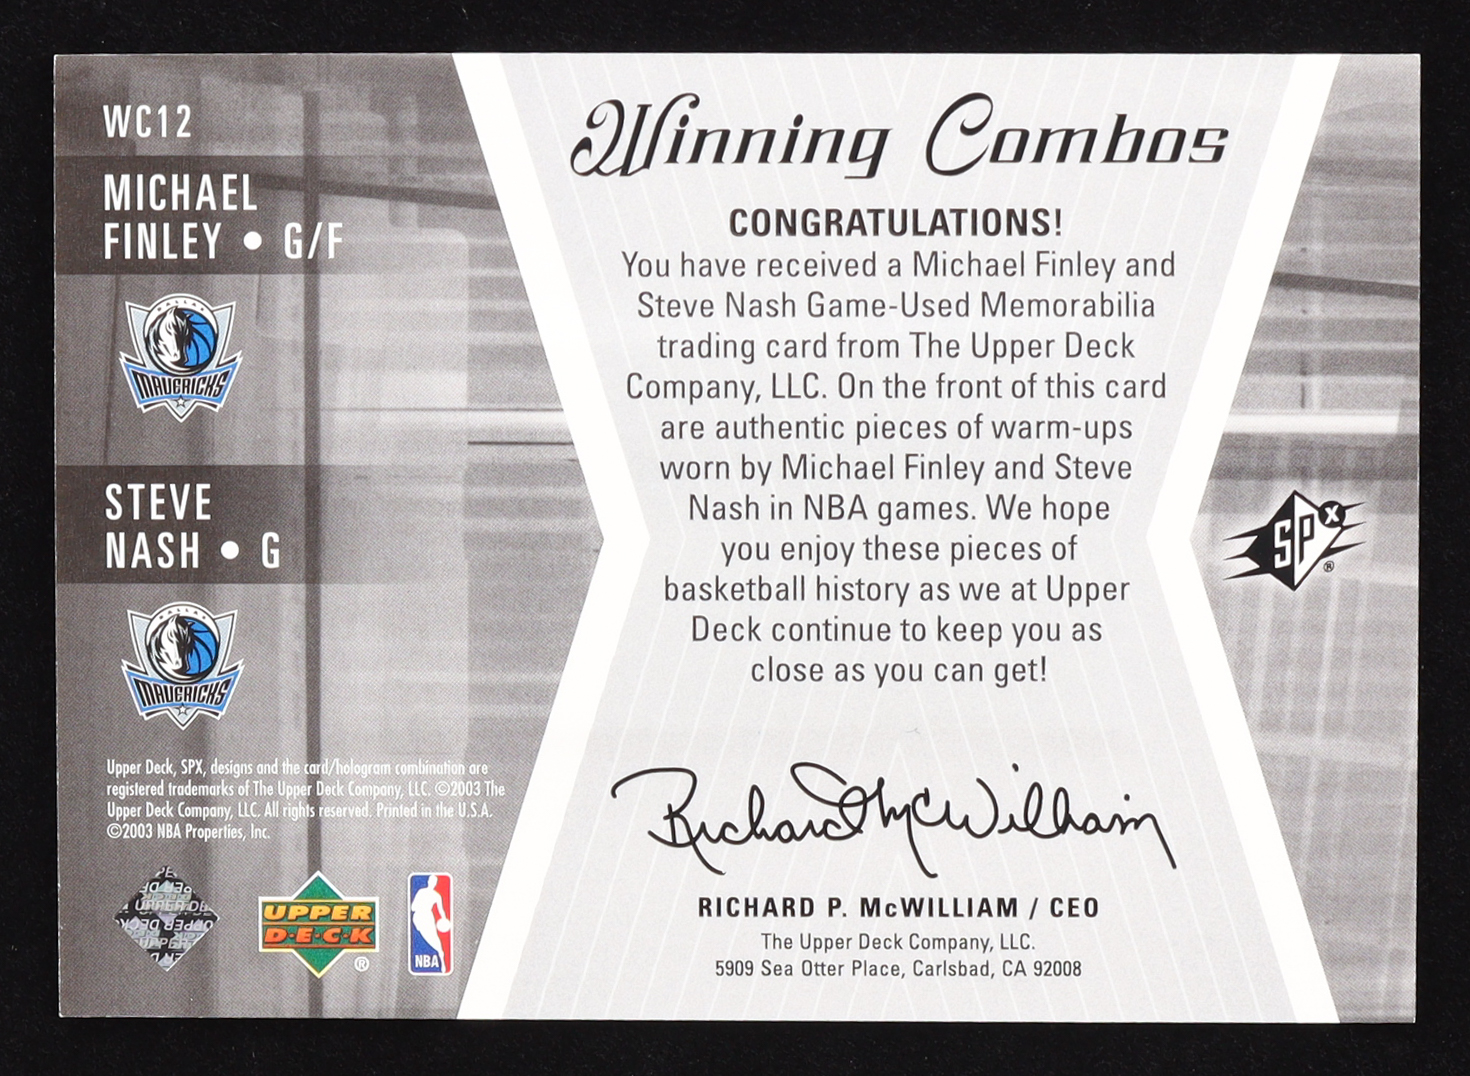 WC12
MICHAEL
FINLEY • G/F
DALLAS
MAVERICKS
STEVE
NASH • G
DALLAS
MAVERICKS
Upper Deck, SPX, designs and the card/hologram combination are
registered trademarks of The Upper Deck Company, LLC. ©2003 The
Upper Deck Company, LLC. All rights reserved. Printed in the U.S.A.
©2003 NBA Properties, Inc.
UPPER
D·E·C·K
®
NBA
Winning Combos
CONGRATULATIONS!
You have received a Michael Finley and
Steve Nash Game-Used Memorabilia
trading card from The Upper Deck
Company, LLC. On the front of this card
are authentic pieces of warm-ups
worn by Michael Finley and Steve
Nash in NBA games. We hope
you enjoy these pieces of
basketball history as we at Upper
Deck continue to keep you as
close as you can get!
Richard McWilliam
RICHARD P. McWILLIAM / CEO
The Upper Deck Company, LLC.
5909 Sea Otter Place, Carlsbad, CA 92008
SPx
®